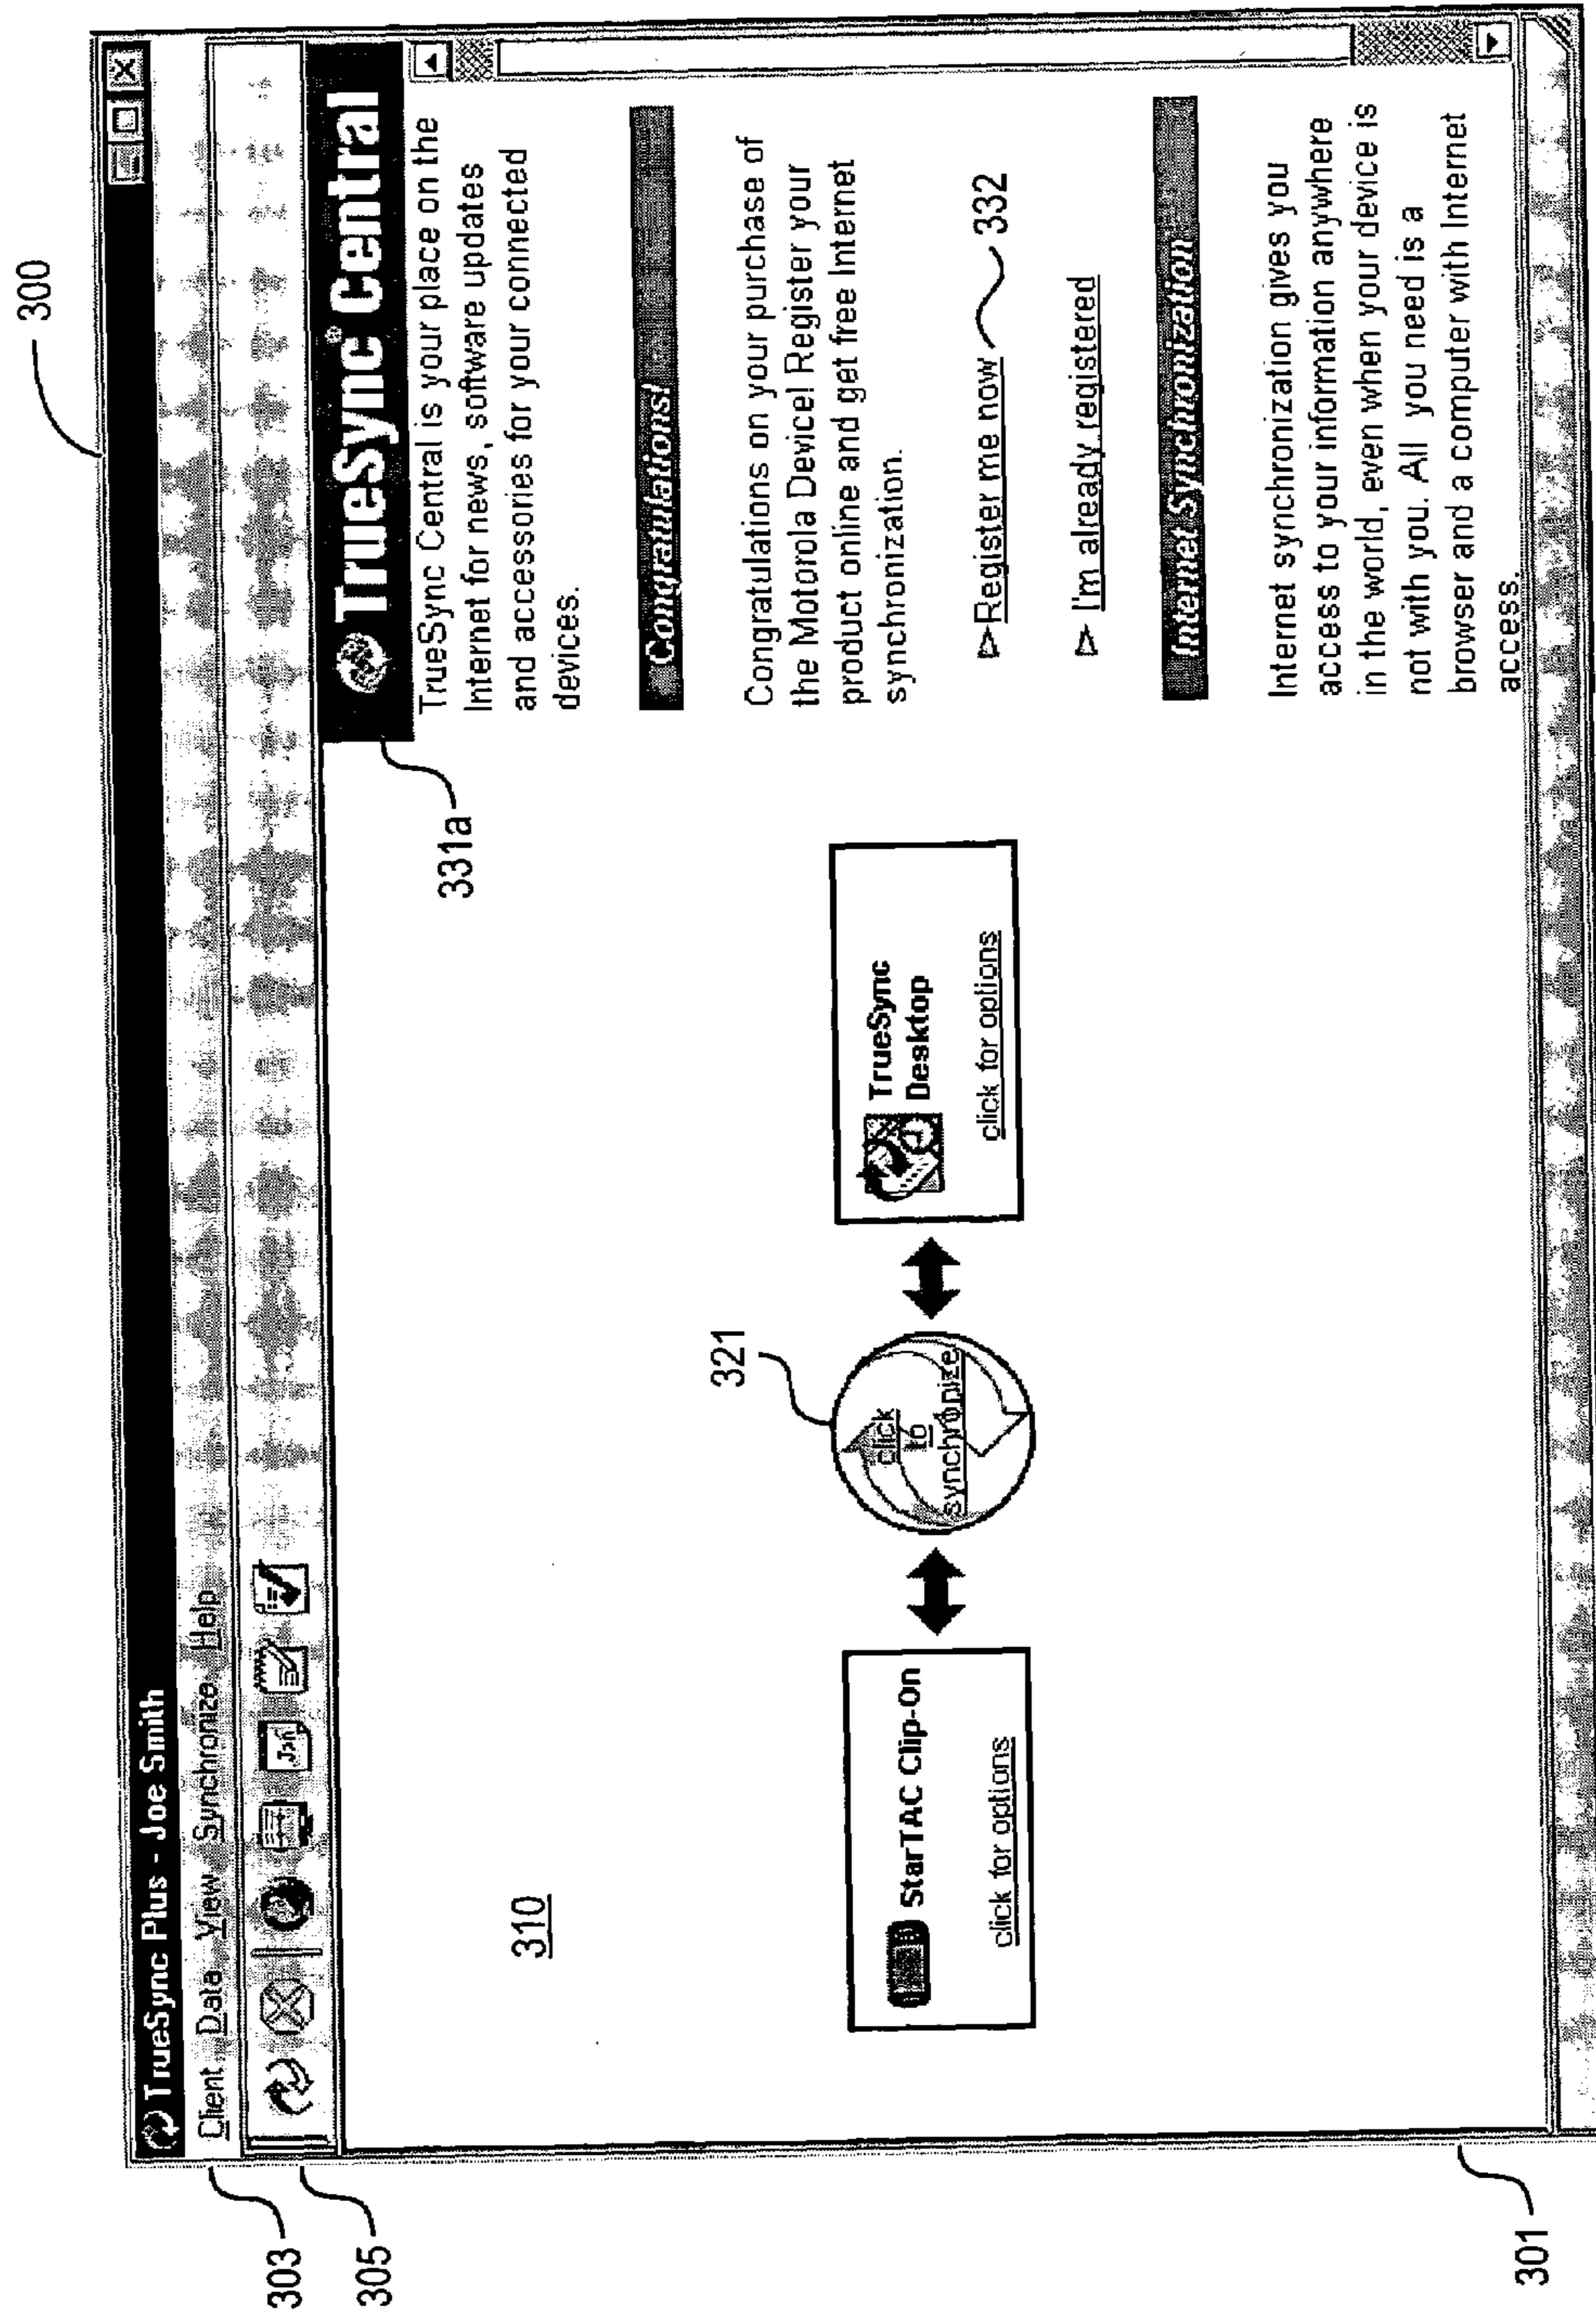 300
TrueSync Plus - Joe Smith
Client Data View Synchronize Help
303
305
Jan
310
331a
TrueSync® Central
TrueSync Central is your place on the
Internet for news, software updates
and accessories for your connected
devices.
Congratulations!
Congratulations on your purchase of
the Motorola Device! Register your
product online and get free Internet
synchronization.
Register me now
332
I'm already registered
Internet Synchronization
Internet synchronization gives you
access to your information anywhere
in the world, even when your device is
not with you. All you need is a
browser and a computer with Internet
access.
StarTAC Clip-On
click for options
321
click
to
synchronize
TrueSync
Desktop
click for options
301